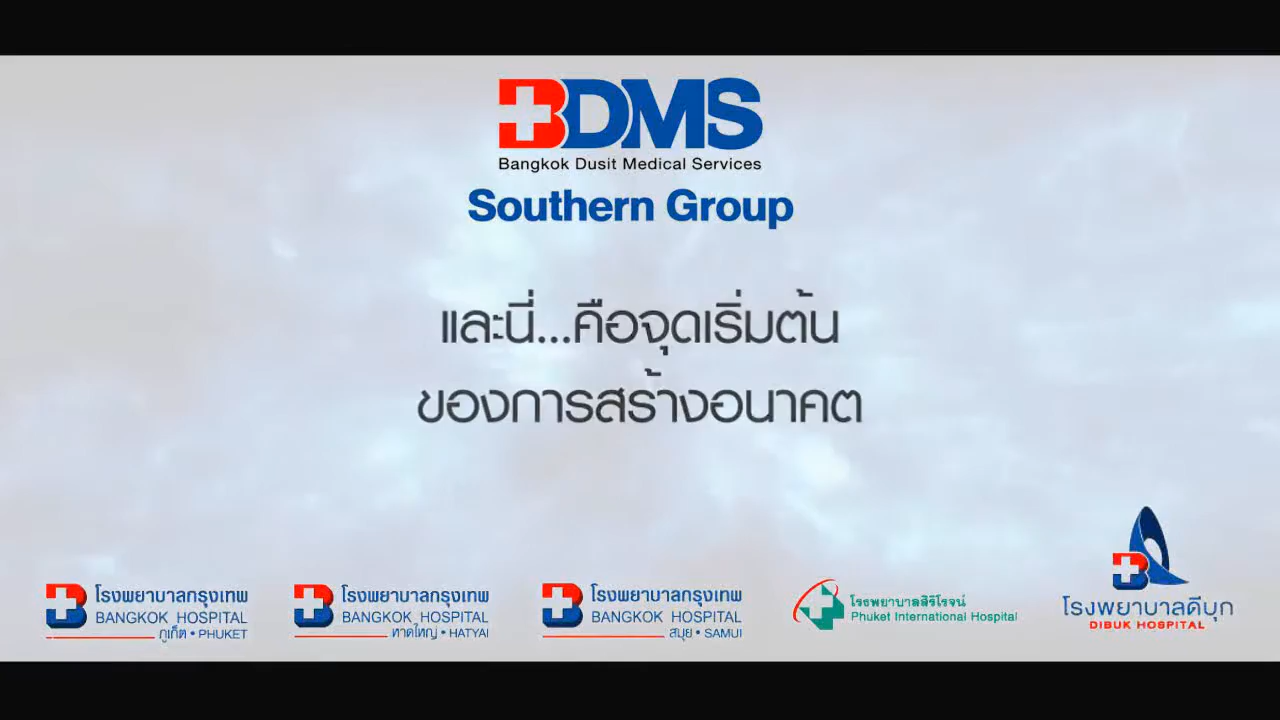 BDMS
Bangkok Dusit Medical Services
Southern Group
และนี่...คือจุดเริ่มต้น
ของการสร้างอนาคต
โรงพยาบาลกรุงเทพ
BANGKOK HOSPITAL
ภูเก็ต • PHUKET
โรงพยาบาลกรุงเทพ
BANGKOK HOSPITAL
หาดใหญ่ • HATYAI
โรงพยาบาลกรุงเทพ
BANGKOK HOSPITAL
สมุย • SAMUI
โรงพยาบาลสิริโรจน์
Phuket International Hospital
โรงพยาบาลดีบุก
DIBUK HOSPITAL